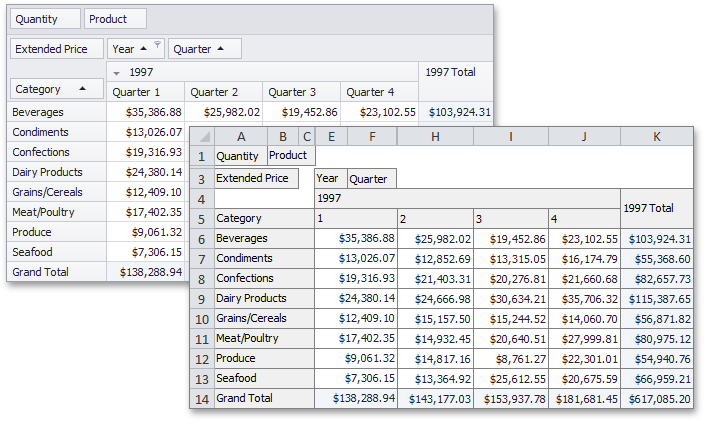 Quantity Product
Extended Price Year Quarter
1997 1997 Total
Category Quarter 1 Quarter 2 Quarter 3 Quarter 4
Beverages $35,386.88 $25,982.02 $19,452.86 $23,102.55 $103,924.31
Condiments $13,026.07
Confections $19,316.93
Dairy Products $24,380.14
Grains/Cereals $12,409.10
Meat/Poultry $17,402.35
Produce $9,061.32
Seafood $7,306.15
Grand Total $138,288.94
A B C E F H I J K
1 Quantity Product
3 Extended Price Year Quarter
4 1997 1997 Total
5 Category 1 2 3 4
6 Beverages $35,386.88 $25,982.02 $19,452.86 $23,102.55 $103,924.31
7 Condiments $13,026.07 $12,852.69 $13,315.05 $16,174.79 $55,368.60
8 Confections $19,316.93 $21,403.31 $20,276.81 $21,660.68 $82,657.73
9 Dairy Products $24,380.14 $24,666.98 $30,634.21 $35,706.32 $115,387.65
10 Grains/Cereals $12,409.10 $15,157.50 $15,244.52 $14,060.70 $56,871.82
11 Meat/Poultry $17,402.35 $14,932.45 $20,640.51 $27,999.81 $80,975.12
12 Produce $9,061.32 $14,817.16 $8,761.27 $22,301.01 $54,940.76
13 Seafood $7,306.15 $13,364.92 $25,612.55 $20,675.59 $66,959.21
14 Grand Total $138,288.94 $143,177.03 $153,937.78 $181,681.45 $617,085.20